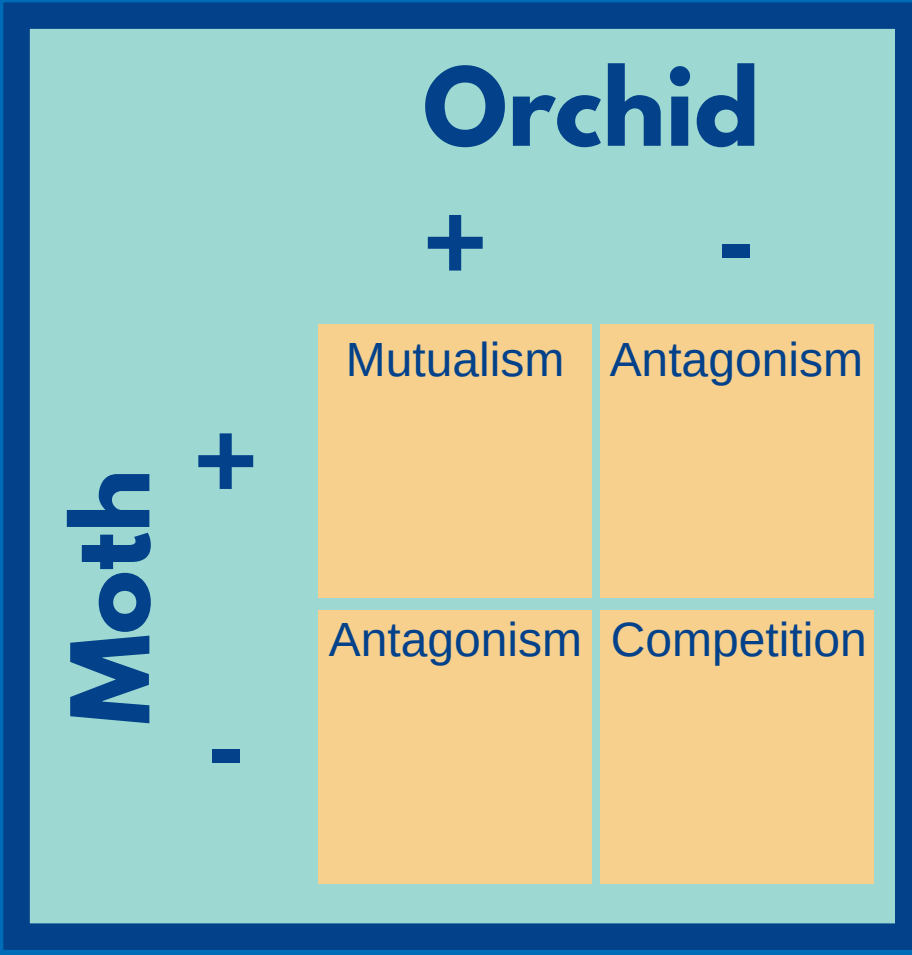 Orchid
+ -
Mutualism Antagonism
+
Moth
Antagonism Competition
-